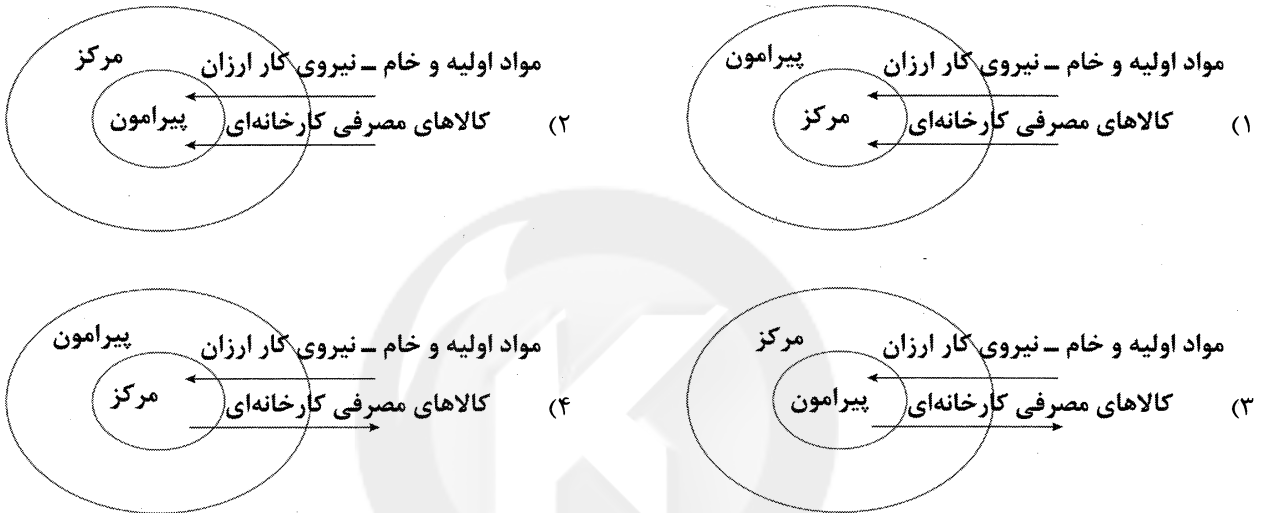 ۱)
پیرامون
مواد اولیه و خام ـ نیروی کار ارزان
مرکز
کالاهای مصرفی کارخانه‌ای
۲)
مرکز
مواد اولیه و خام ـ نیروی کار ارزان
پیرامون
کالاهای مصرفی کارخانه‌ای
۳)
مرکز
مواد اولیه و خام ـ نیروی کار ارزان
پیرامون
کالاهای مصرفی کارخانه‌ای
۴)
پیرامون
مواد اولیه و خام ـ نیروی کار ارزان
مرکز
کالاهای مصرفی کارخانه‌ای